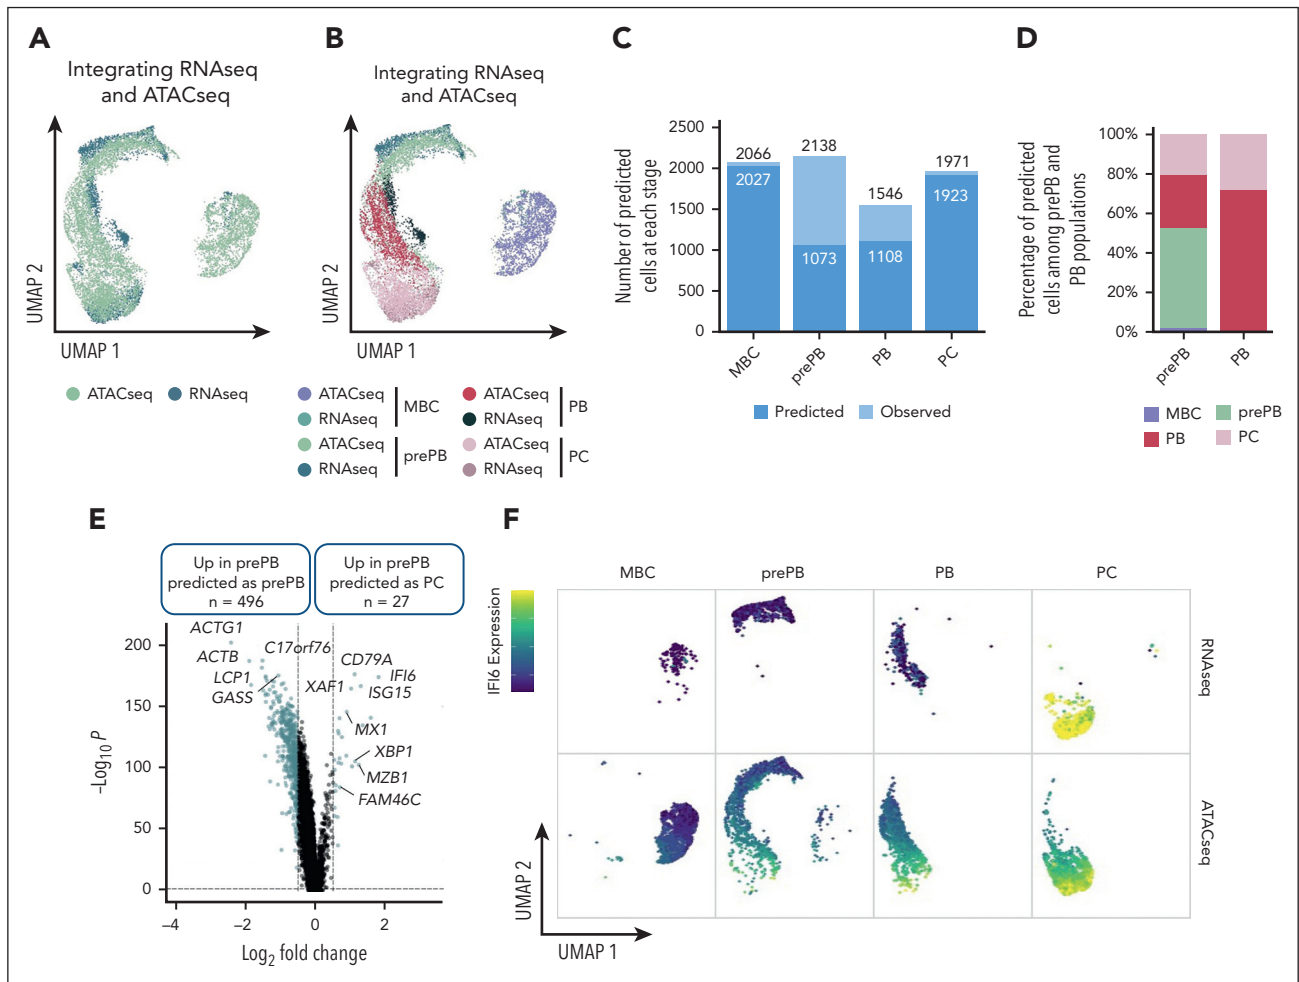 A
Integrating RNAseq
and ATACseq
UMAP 2
UMAP 1
ATACseq
RNAseq
B
Integrating RNAseq
and ATACseq
UMAP 2
UMAP 1
ATACseq
RNAseq
MBC
ATACseq
RNAseq
prePB
ATACseq
RNAseq
PB
ATACseq
RNAseq
PC
C
Number of predicted
cells at each stage
2500
2000
1500
1000
500
0
2066
2027
2138
1073
1546
1108
1971
1923
MBC
prePB
PB
PC
Predicted
Observed
D
Percentage of predicted
cells among prePB and
PB populations
100%
80%
60%
40%
20%
0%
prePB
PB
MBC
prePB
PB
PC
E
Up in prePB
predicted as prePB
n = 496
Up in prePB
predicted as PC
n = 27
-Log10 P
200
150
100
50
0
ACTG1
ACTB
LCP1
GASS
C17orf76
XAF1
CD79A
IFI6
ISG15
MX1
XBP1
MZB1
FAM46C
−4
−2
0
2
Log2 fold change
F
IFI6 Expression
MBC
prePB
PB
PC
RNAseq
ATACseq
UMAP 2
UMAP 1